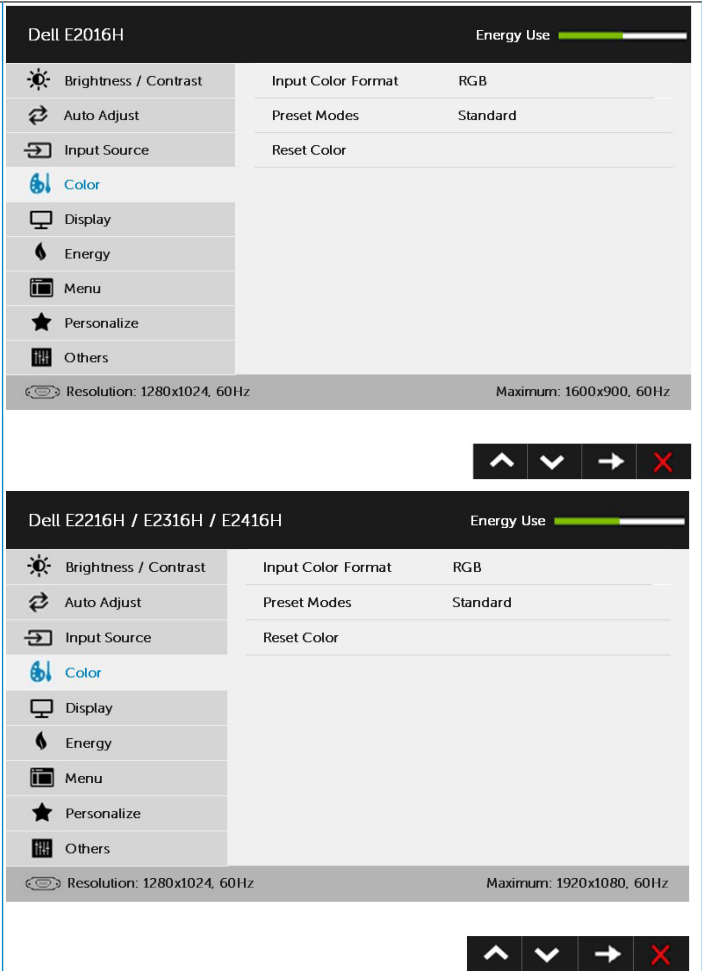 Dell E2016H Energy Use
Brightness / Contrast Input Color Format RGB
Auto Adjust Preset Modes Standard
Input Source Reset Color
Color
Display
Energy
Menu
Personalize
Others
Resolution: 1280x1024, 60Hz Maximum: 1600x900, 60Hz
Dell E2216H / E2316H / E2416H Energy Use
Brightness / Contrast Input Color Format RGB
Auto Adjust Preset Modes Standard
Input Source Reset Color
Color
Display
Energy
Menu
Personalize
Others
Resolution: 1280x1024, 60Hz Maximum: 1920x1080, 60Hz